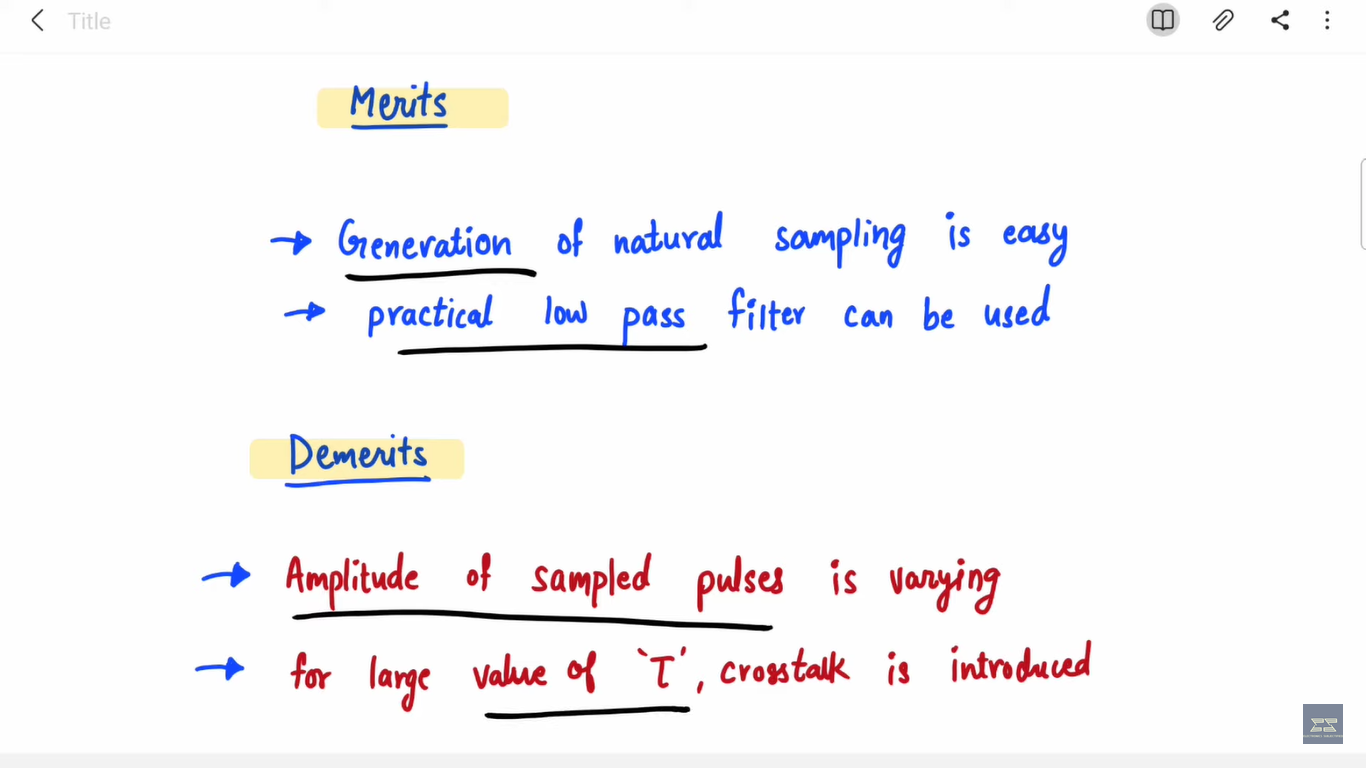 Title
Merits
→ Generation of natural sampling is easy
→ practical low pass filter can be used
Demerits
→ Amplitude of sampled pulses is varying
→ for large value of 'T', crosstalk is introduced